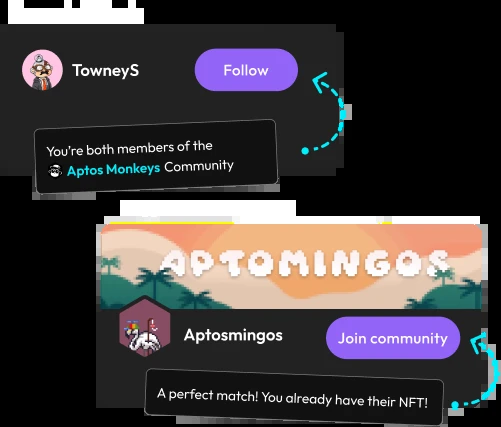 TowneyS
Follow
You're both members of the
Aptos Monkeys Community
APTOMINGOS
Aptosmingos
Join community
A perfect match! You already have their NFT!